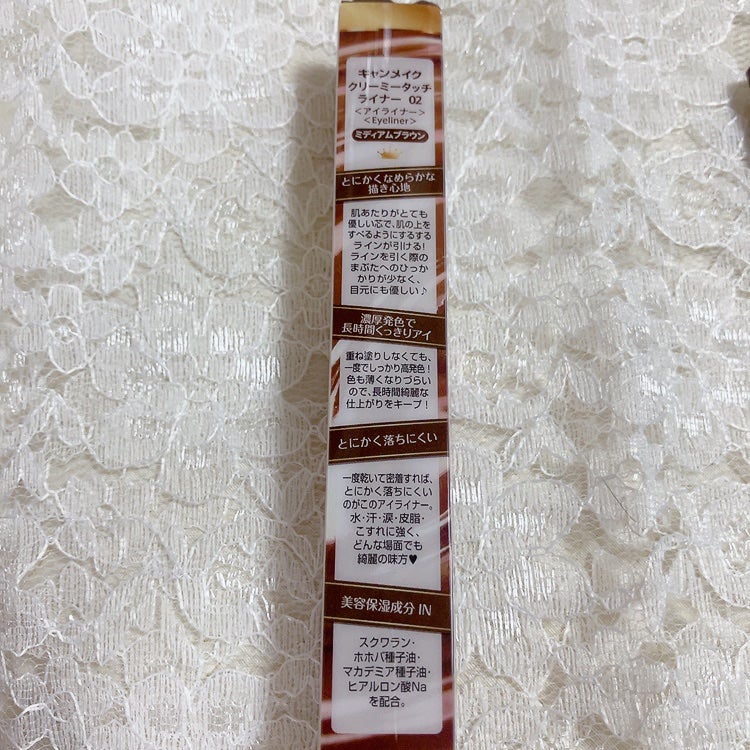 キャンメイク
クリーミータッチ
ライナー 02
＜アイライナー＞
＜Eyeliner＞
ミディアムブラウン
とにかくなめらかな
描き心地
肌あたりがとても
優しい芯で、肌の上を
すべるようにするする
ラインが引ける!
ラインを引く際の
まぶたへのひっか
かりが少なく、
目元にも優しい♪
濃厚発色で
長時間くっきりアイ
重ね塗りしなくても、
一度でしっかり高発色!
色も薄くなりづらい
ので、長時間綺麗な
仕上がりをキープ!
とにかく落ちにくい
一度乾いて密着すれば、
とにかく落ちにくい
のがこのアイライナー。
水・汗・涙・皮脂・
こすれに強く、
どんな場面でも
綺麗の味方♥
美容保湿成分 IN
スクワラン・
ホホバ種子油・
マカデミア種子油・
ヒアルロン酸Na
を配合。